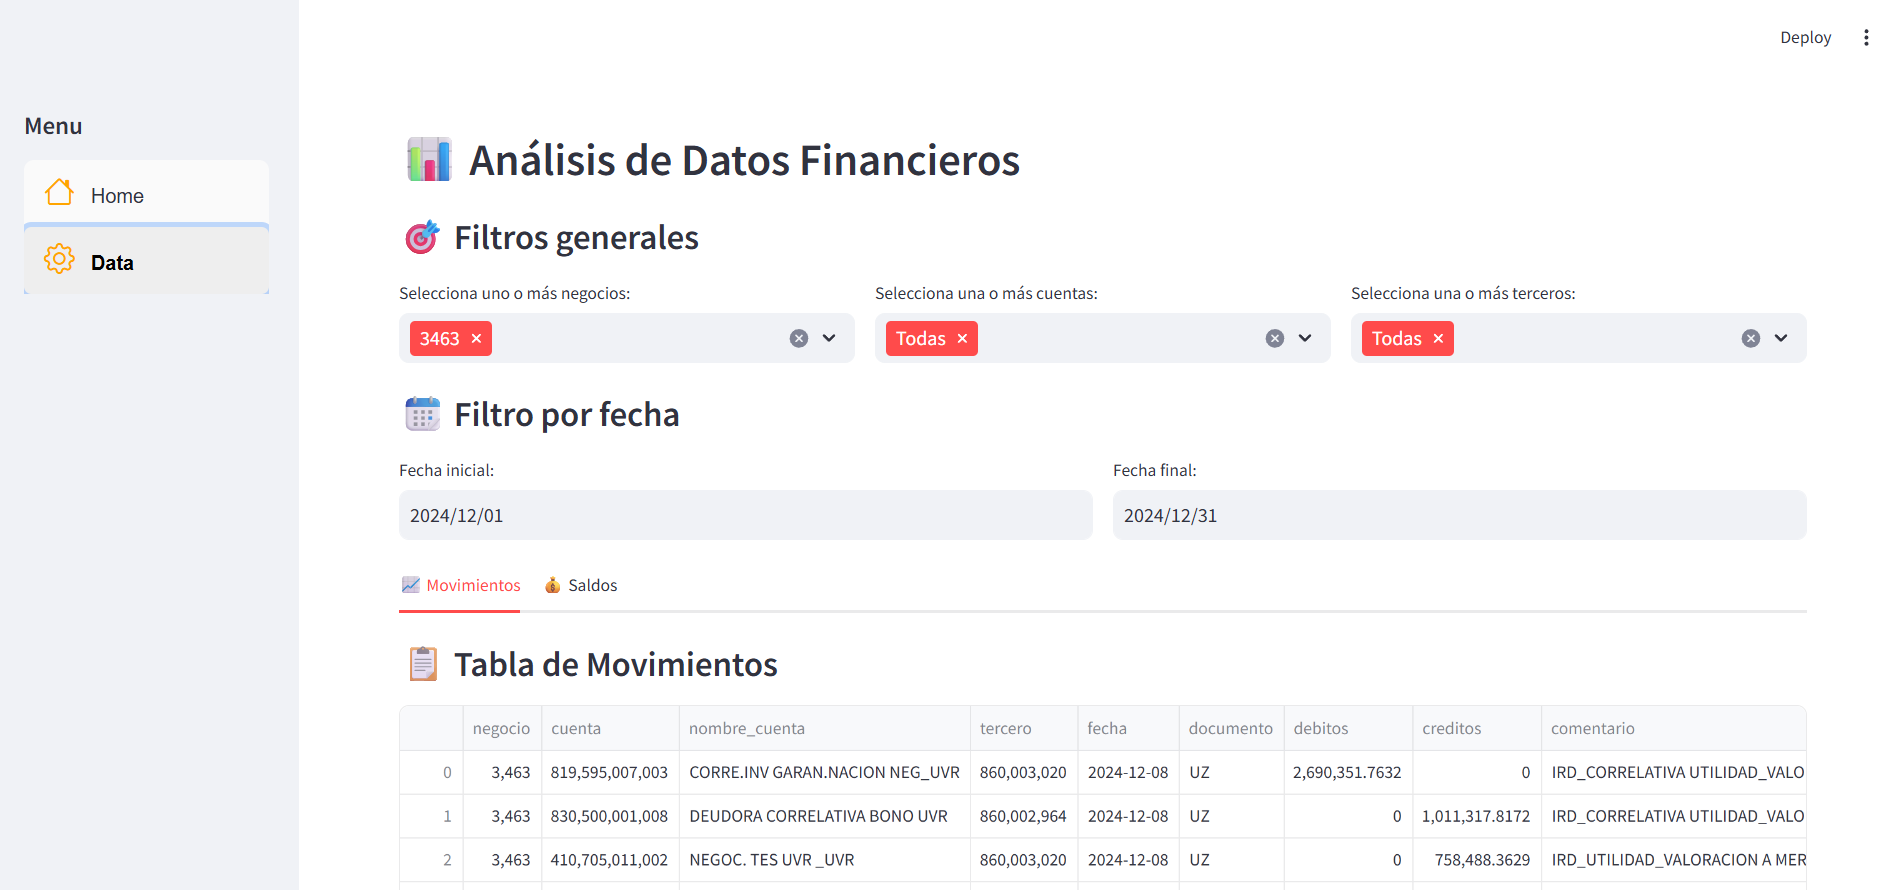 Deploy
Menu
Home
Data
Análisis de Datos Financieros
Filtros generales
Selecciona uno o más negocios: Selecciona una o más cuentas: Selecciona una o más terceros:
3463 × Todas × Todas ×
Filtro por fecha
Fecha inicial: Fecha final:
2024/12/01 2024/12/31
Movimientos Saldos
Tabla de Movimientos
negocio cuenta nombre_cuenta tercero fecha documento debitos creditos comentario
0 3,463 819,595,007,003 CORRE.INV GARAN.NACION NEG_UVR 860,003,020 2024-12-08 UZ 2,690,351.7632 0 IRD_CORRELATIVA UTILIDAD_VALO
1 3,463 830,500,001,008 DEUDORA CORRELATIVA BONO UVR 860,002,964 2024-12-08 UZ 0 1,011,317.8172 IRD_CORRELATIVA UTILIDAD_VALO
2 3,463 410,705,011,002 NEGOC. TES UVR _UVR 860,003,020 2024-12-08 UZ 0 758,488.3629 IRD_UTILIDAD_VALORACION A MER